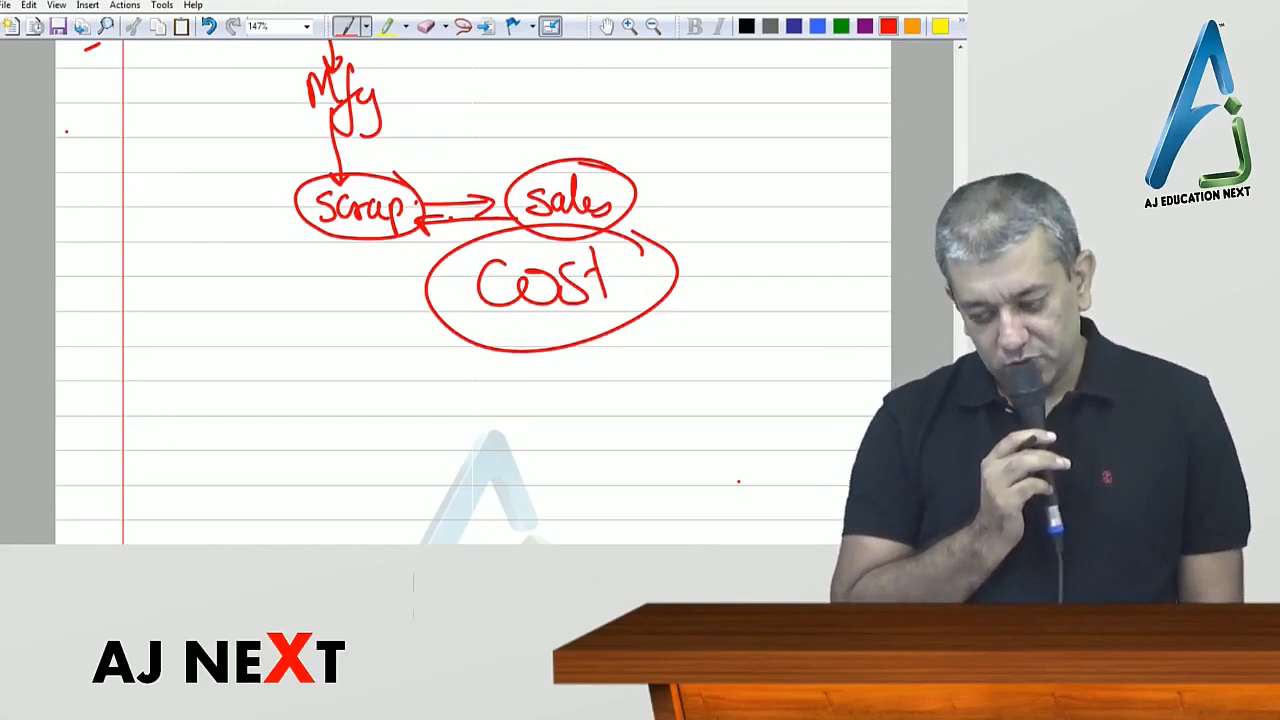 File Edit View Insert Actions Tools Help
147%
B I
Mfg
scrap sales
Cost
AJ EDUCATION NEXT
AJ NEXT